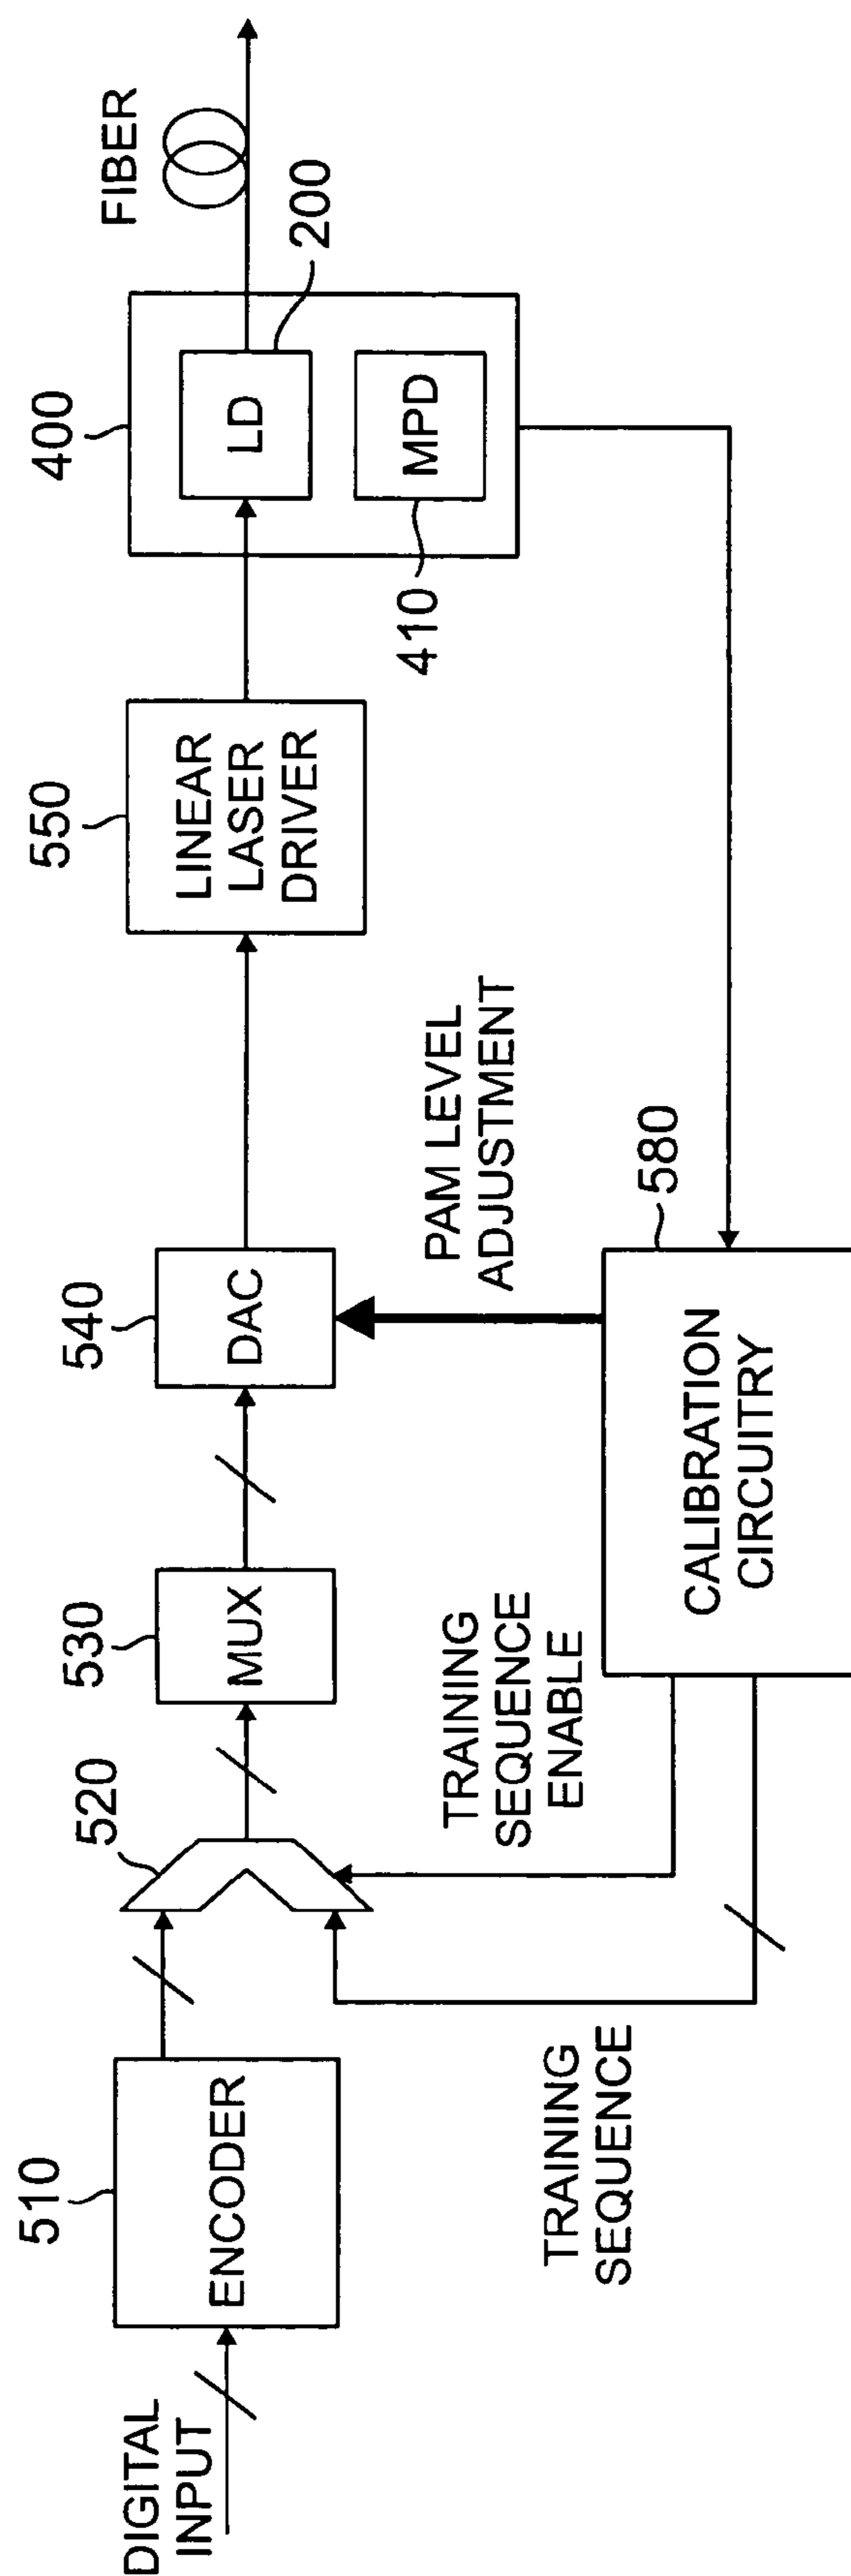 DIGITAL
INPUT
510
ENCODER
520
TRAINING
SEQUENCE
530
MUX
TRAINING
SEQUENCE
ENABLE
540
DAC
PAM LEVEL
ADJUSTMENT
580
CALIBRATION
CIRCUITRY
550
LINEAR
LASER
DRIVER
400
LD
200
MPD
410
FIBER